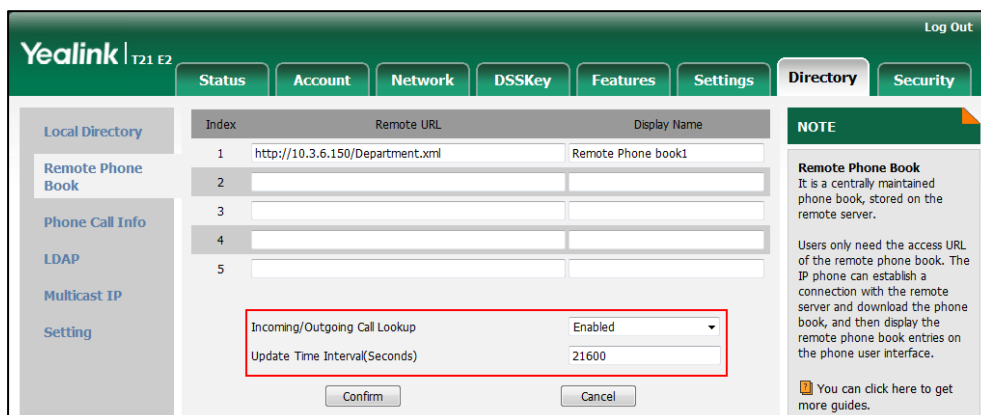 Log Out
Yealink T21 E2
Status Account Network DSSKey Features Settings Directory Security
Local Directory
Remote Phone
Book
Phone Call Info
LDAP
Multicast IP
Setting
Index Remote URL Display Name
1 http://10.3.6.150/Department.xml Remote Phone book1
2
3
4
5
Incoming/Outgoing Call Lookup Enabled
Update Time Interval(Seconds) 21600
Confirm Cancel
NOTE
Remote Phone Book
It is a centrally maintained
phone book, stored on the
remote server.
Users only need the access URL
of the remote phone book. The
IP phone can establish a
connection with the remote
server and download the phone
book, and then display the
remote phone book entries on
the phone user interface.
You can click here to get
more guides.